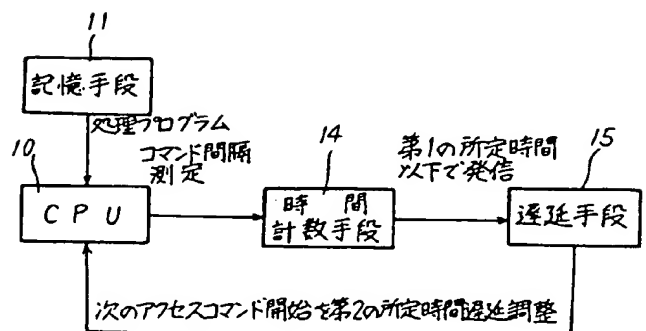 11
記憶手段
処理プログラム
10
コマンド間隔
測定
CPU
14
時間
計数手段
第1の所定時間
以下で発信
15
遅延手段
次のアクセスコマンド開始を第2の所定時間遅延調整